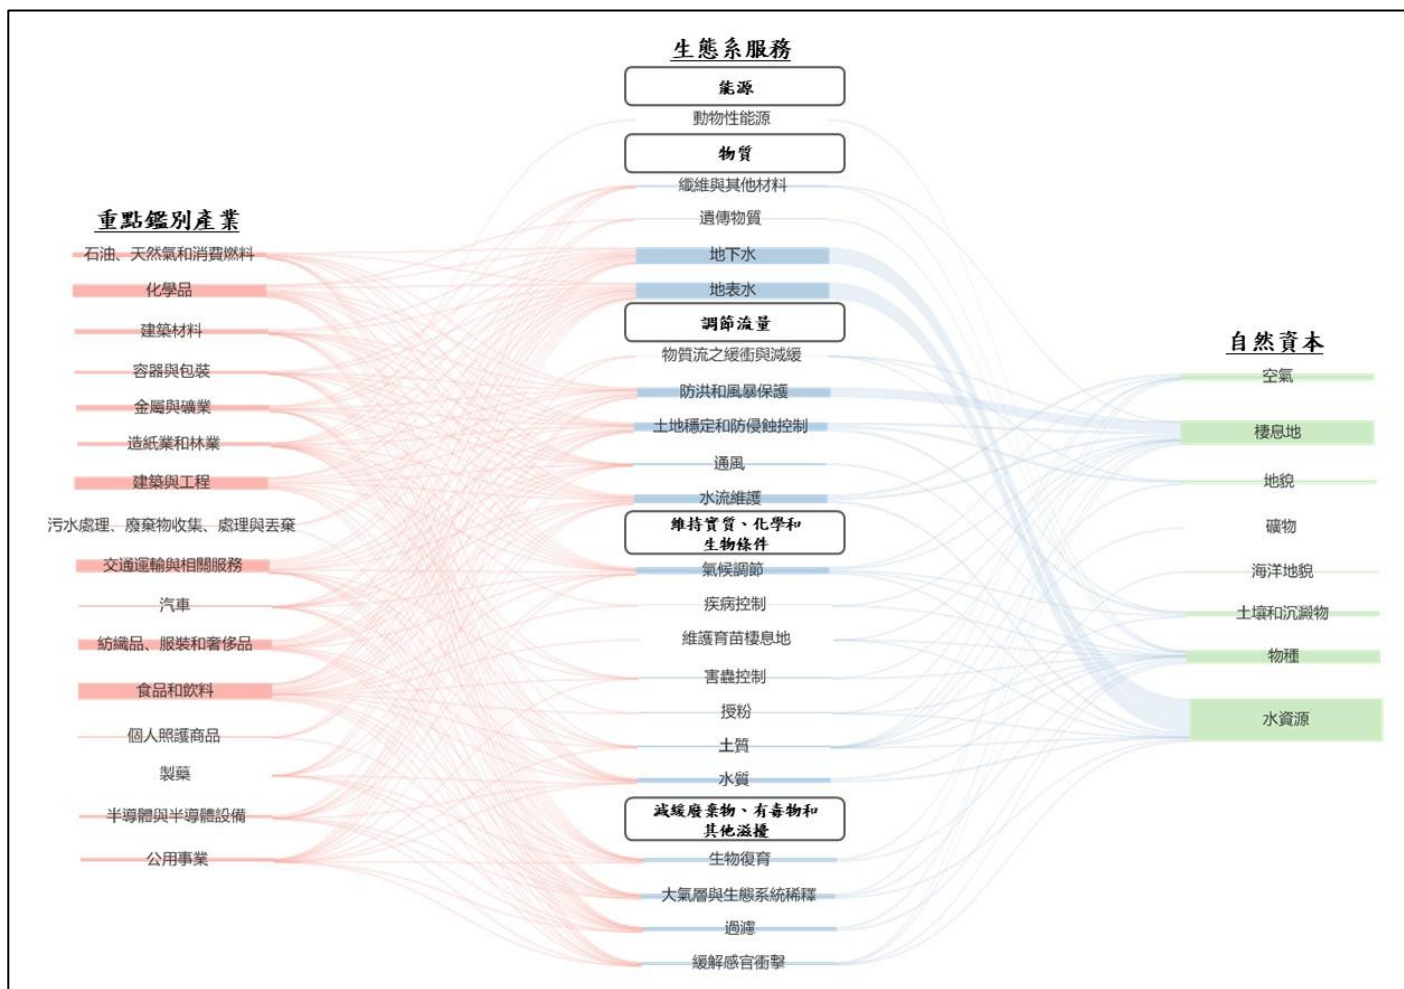 生態系服務
能源
動物性能源
物質
纖維與其他材料
遺傳物質
地下水
地表水
調節流量
物質流之緩衝與減緩
防洪和風暴保護
土地穩定和防侵蝕控制
通風
水流維護
維持實質、化學和
生物條件
氣候調節
疾病控制
維護育苗棲息地
害蟲控制
授粉
土質
水質
減緩廢棄物、有毒物和
其他滋擾
生物復育
大氣層與生態系統稀釋
過濾
緩解感官衝擊
重點鑑別產業
石油、天然氣和消費燃料
化學品
建築材料
容器與包裝
金屬與礦業
造紙業和林業
建築與工程
污水處理、廢棄物收集、處理與丟棄
交通運輸與相關服務
汽車
紡織品、服裝和奢侈品
食品和飲料
個人照護商品
製藥
半導體與半導體設備
公用事業
自然資本
空氣
棲息地
地貌
礦物
海洋地貌
土壤和沉澱物
物種
水資源